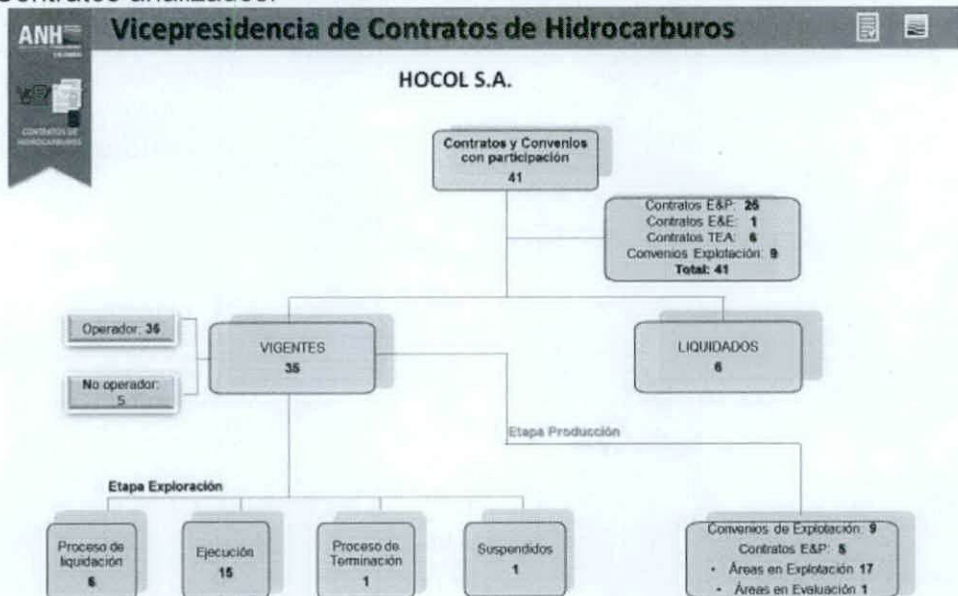 Contratos analizados.
ANH
Vicepresidencia de Contratos de Hidrocarburos
CONTRATOS DE
HIDROCARBUROS
HOCOL S.A.
Contratos y Convenios
con participación
41
Contratos E&P: 25
Contratos E&E: 1
Contratos TEA: 6
Convenios Explotación: 9
Total: 41
Operador: 36
No operador:
5
VIGENTES
35
LIQUIDADOS
6
Etapa Producción
Etapa Exploración
Proceso de
liquidación
Ejecución
15
Proceso de
Terminación
1
Suspendidos
1
Convenios de Explotación: 9
Contratos E&P: 5
• Áreas en Explotación 17
• Áreas en Evaluación 1